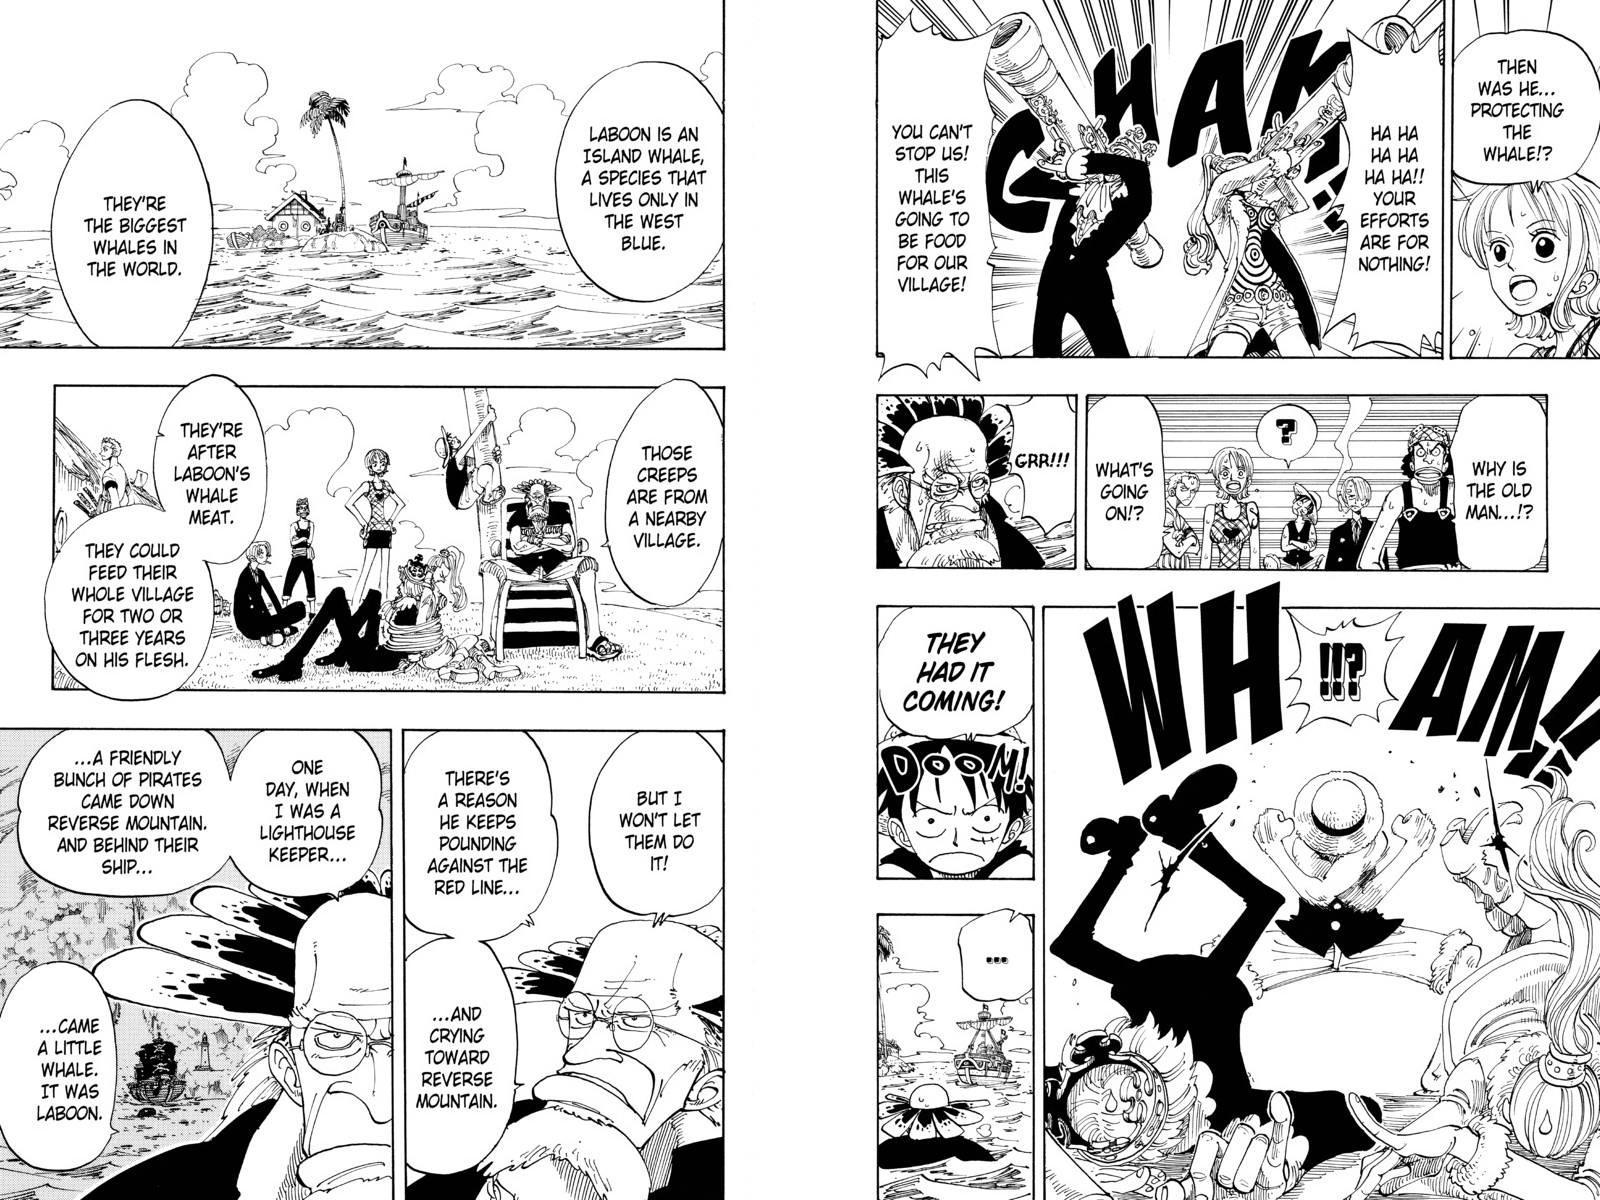 THEN
WAS HE...
PROTECTING
THE
WHALE!?
CHAK!!
HA HA
HA HA
HA HA!!
YOUR
EFFORTS
ARE FOR
NOTHING!
YOU CAN'T
STOP US!
THIS
WHALE'S
GOING TO
BE FOOD
FOR OUR
VILLAGE!
WHY IS
THE OLD
MAN...!?
?
WHAT'S
GOING
ON!?
GRR!!!
WHAM!!
!!!?
THEY
HAD IT
COMING!
DOOM!
...
LABOON IS AN
ISLAND WHALE,
A SPECIES THAT
LIVES ONLY IN
THE WEST
BLUE.
THEY'RE
THE BIGGEST
WHALES IN
THE WORLD.
THOSE
CREEPS
ARE FROM
A NEARBY
VILLAGE.
THEY'RE
AFTER
LABOON'S
WHALE
MEAT.
THEY COULD
FEED THEIR
WHOLE VILLAGE
FOR TWO OR
THREE YEARS
ON HIS FLESH.
BUT I
WON'T LET
THEM DO
IT!
THERE'S
A REASON
HE KEEPS
POUNDING
AGAINST THE
RED LINE...
...AND
CRYING
TOWARD
REVERSE
MOUNTAIN.
ONE
DAY, WHEN
I WAS A
LIGHTHOUSE
KEEPER...
...A FRIENDLY
BUNCH OF PIRATES
CAME DOWN
REVERSE MOUNTAIN.
AND BEHIND THEIR
SHIP...
...CAME
A LITTLE
WHALE.
IT WAS
LABOON.